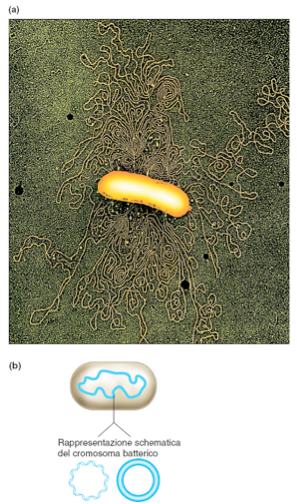 (a)
(b)
Rappresentazione schematica
del cromosoma batterico